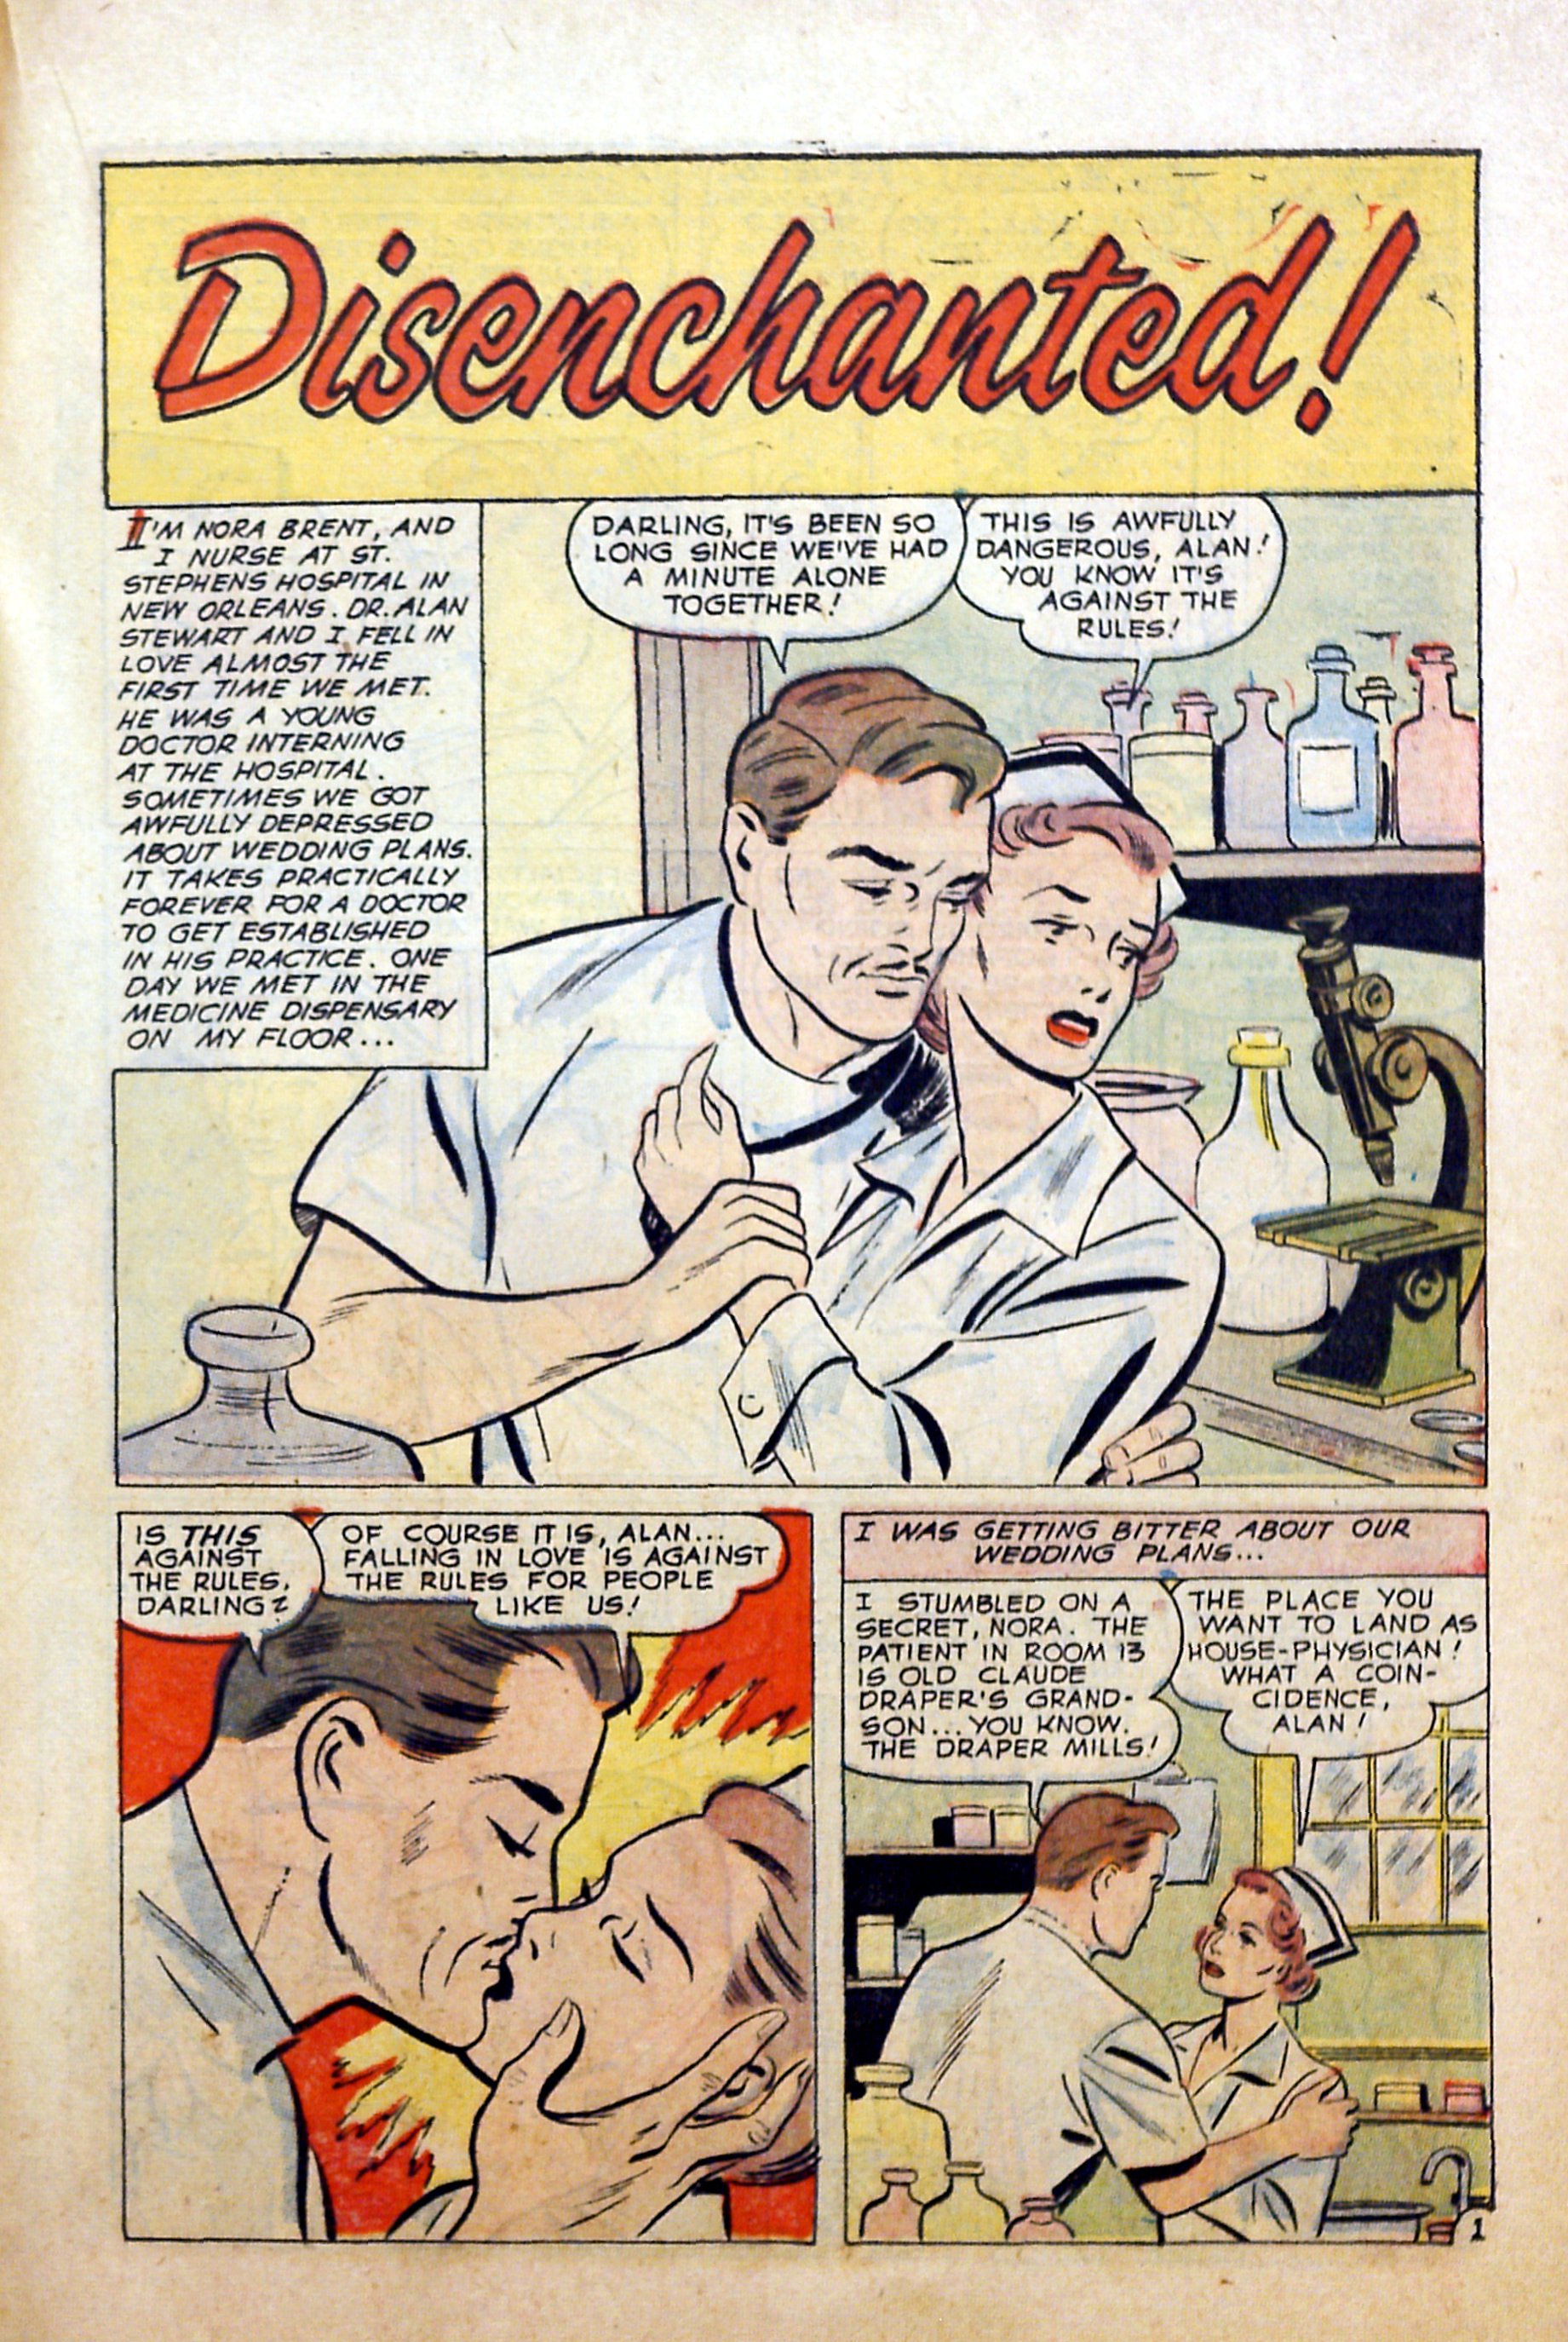 Disenchanted!
I'M NORA BRENT, AND
I NURSE AT ST.
STEPHENS HOSPITAL IN
NEW ORLEANS. DR. ALAN
STEWART AND I FELL IN
LOVE ALMOST THE
FIRST TIME WE MET.
HE WAS A YOUNG
DOCTOR INTERNING
AT THE HOSPITAL.
SOMETIMES WE GOT
AWFULLY DEPRESSED
ABOUT WEDDING PLANS.
IT TAKES PRACTICALLY
FOREVER FOR A DOCTOR
TO GET ESTABLISHED
IN HIS PRACTICE. ONE
DAY WE MET IN THE
MEDICINE DISPENSARY
ON MY FLOOR...
DARLING, IT'S BEEN SO
LONG SINCE WE'VE HAD
A MINUTE ALONE
TOGETHER!
THIS IS AWFULLY
DANGEROUS, ALAN!
YOU KNOW IT'S
AGAINST THE
RULES!
IS THIS
AGAINST
THE RULES,
DARLING?
OF COURSE IT IS, ALAN...
FALLING IN LOVE IS AGAINST
THE RULES FOR PEOPLE
LIKE US!
I WAS GETTING BITTER ABOUT OUR
WEDDING PLANS...
I STUMBLED ON A
SECRET, NORA. THE
PATIENT IN ROOM 13
IS OLD CLAUDE
DRAPER'S GRAND-
SON... YOU KNOW.
THE DRAPER MILLS!
THE PLACE YOU
WANT TO LAND AS
HOUSE-PHYSICIAN!
WHAT A COIN-
CIDENCE,
ALAN!
1